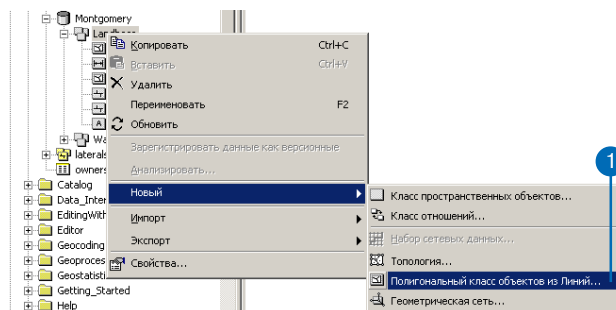 Montgomery
Landbase
Копировать Ctrl+C
Вставить Ctrl+V
Удалить
Переименовать F2
Обновить
Зарегистрировать данные как версионные
Анализировать...
Новый
Импорт
Экспорт
Свойства...
Wa
laterals
owners
Catalog
Data_Inter
EditingWith
Editor
Geocoding
Geoproces
Geostatisti
Getting_Started
Help
1
Класс пространственных объектов...
Класс отношений...
Набор сетевых данных...
Топология...
Полигональный класс объектов из Линий...
Геометрическая сеть...